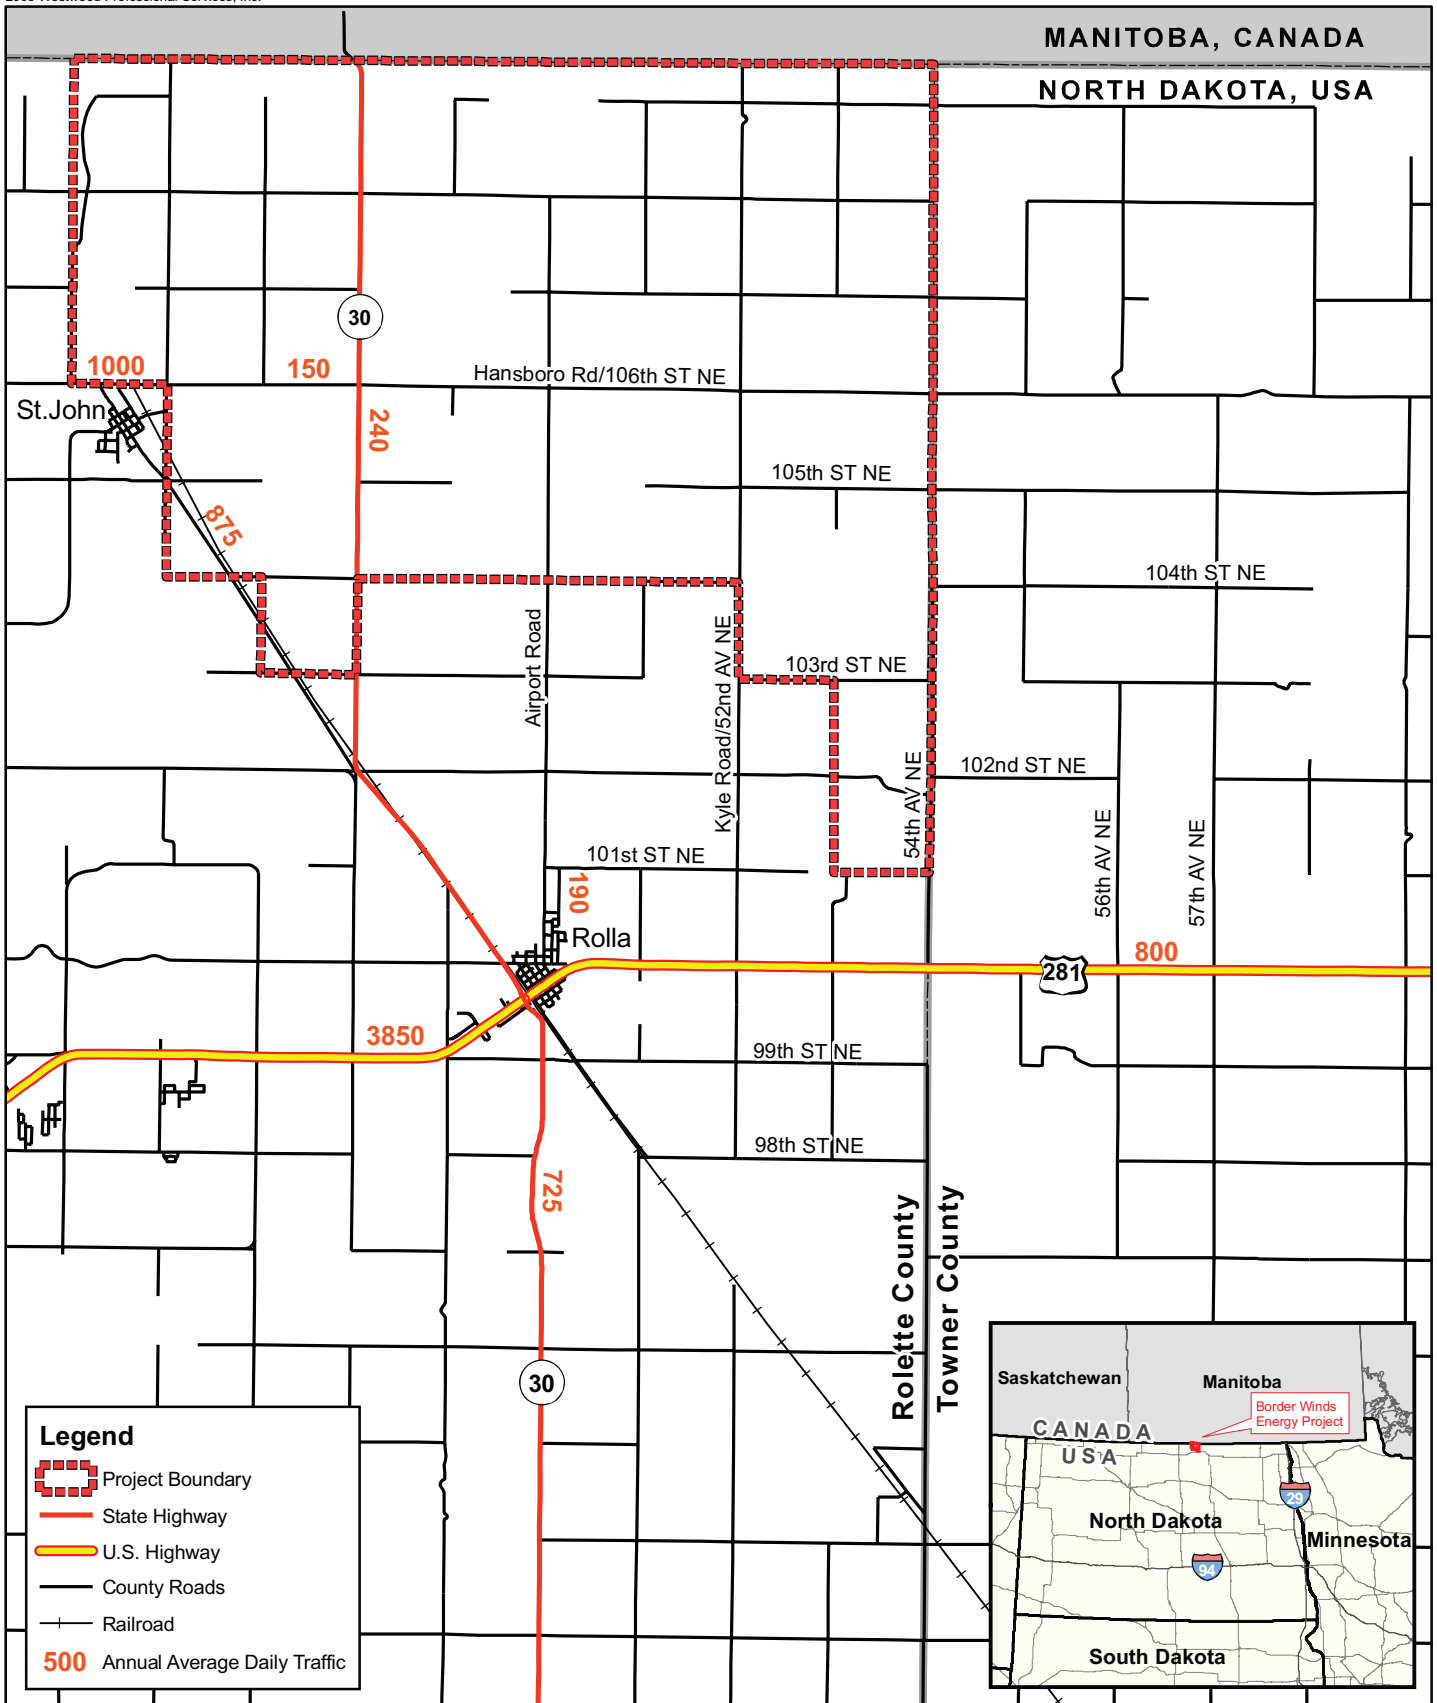 MANITOBA, CANADA
NORTH DAKOTA, USA
30
1000
150
Hansboro Rd/106th ST NE
St.John
240
105th ST NE
875
104th ST NE
Airport Road
Kyle Road/52nd AV NE
103rd ST NE
54th AV NE
102nd ST NE
56th AV NE
57th AV NE
101st ST NE
190
Rolla
281
800
3850
99th ST NE
98th ST NE
725
Rolette County
Towner County
30
Legend
Project Boundary
State Highway
U.S. Highway
County Roads
Railroad
500 Annual Average Daily Traffic
Saskatchewan
Manitoba
Border Winds
Energy Project
CANADA
USA
29
North Dakota
Minnesota
94
South Dakota